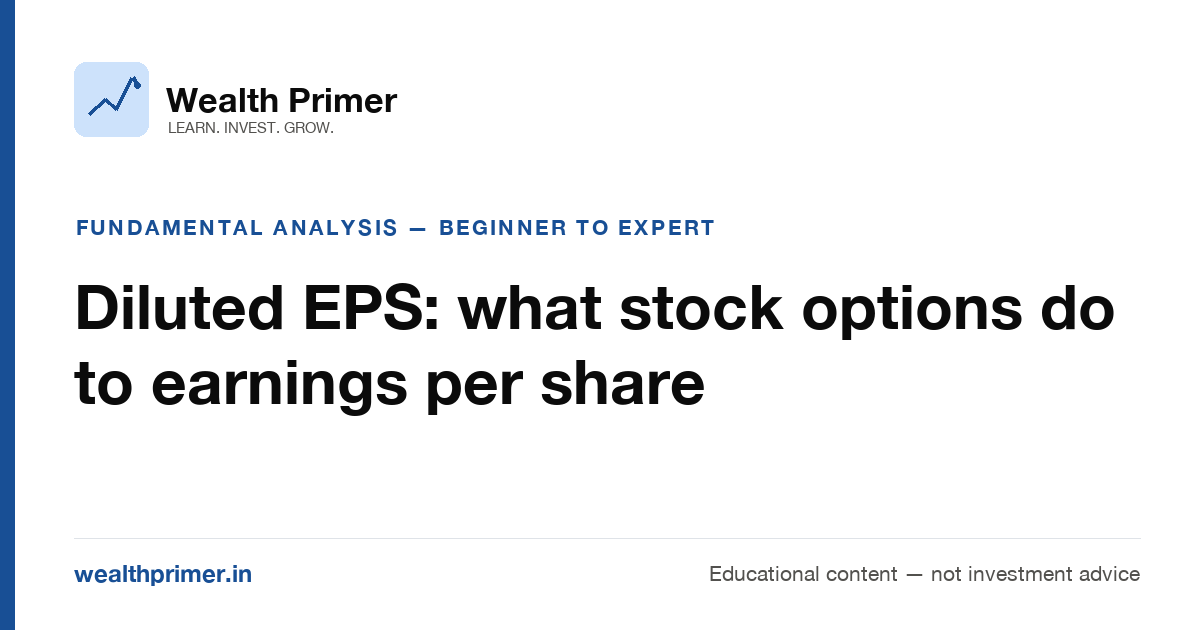 Wealth Primer
LEARN. INVEST. GROW.
FUNDAMENTAL ANALYSIS — BEGINNER TO EXPERT
Diluted EPS: what stock options do
to earnings per share
wealthprimer.in
Educational content — not investment advice